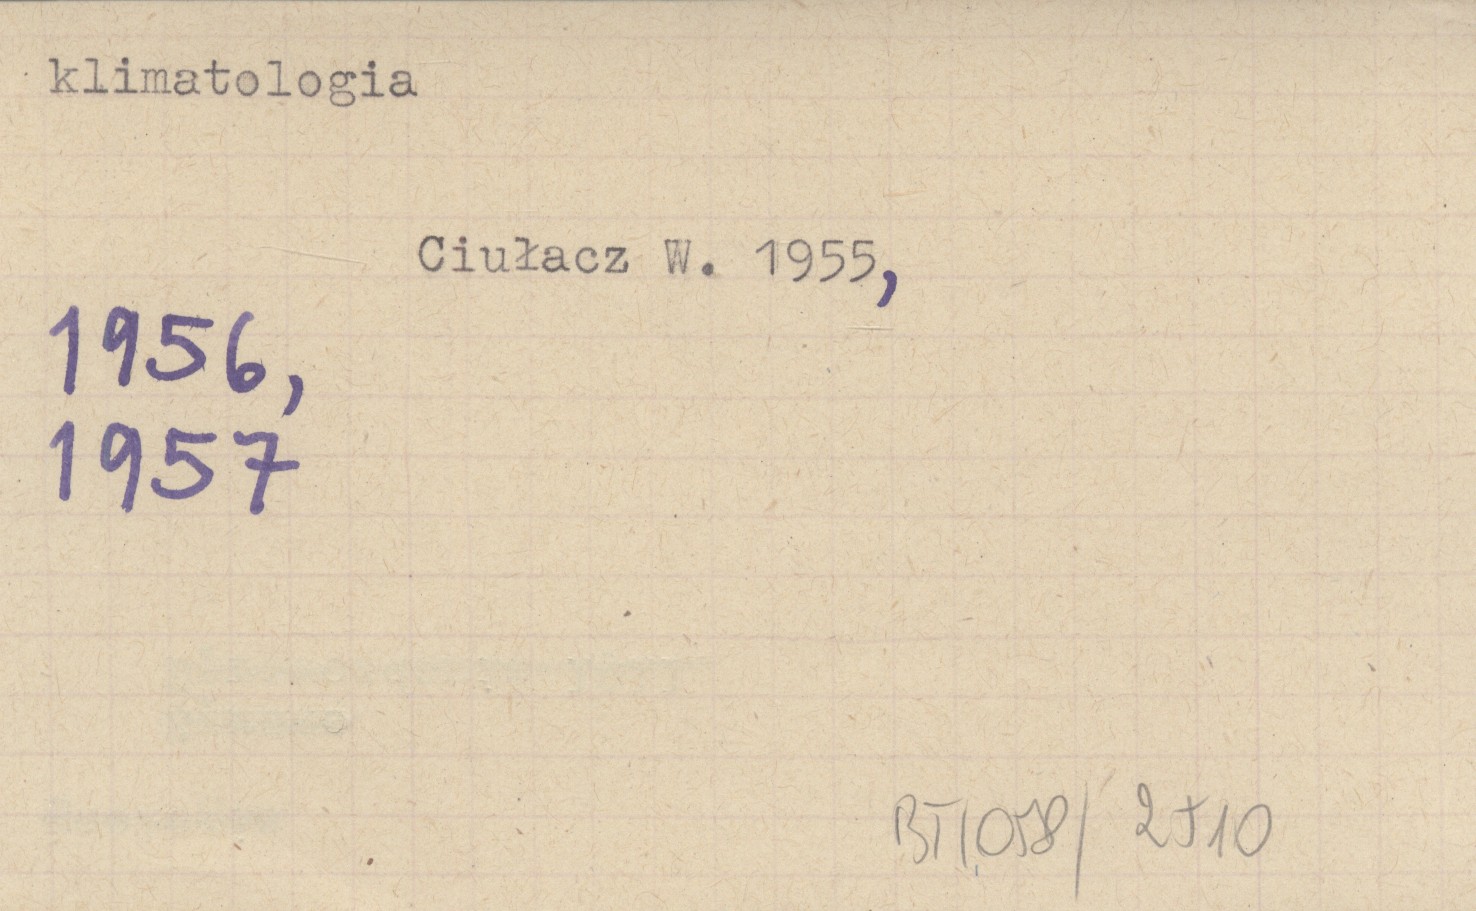 klimatologia
Ciułacz W. 1955,
1956,
1957
BT/058/ 2510